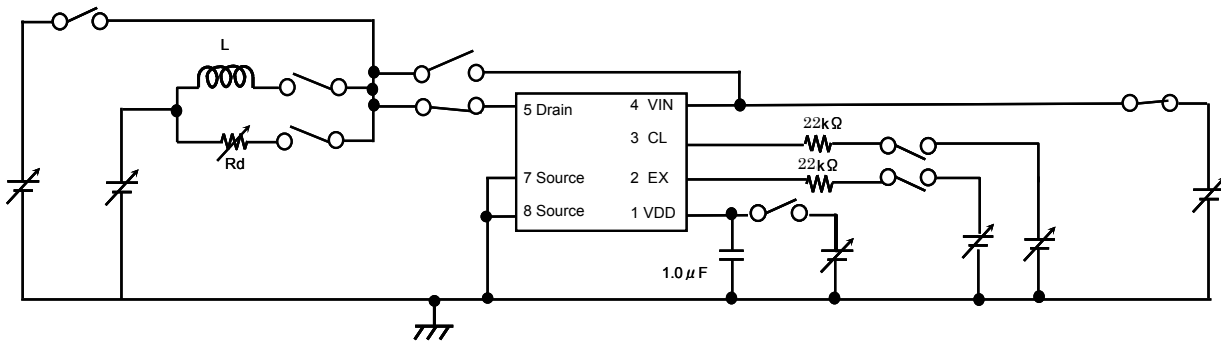 L
Rd
5 Drain
4 VIN
3 CL
22kΩ
7 Source
2 EX
22kΩ
8 Source
1 VDD
1.0μF